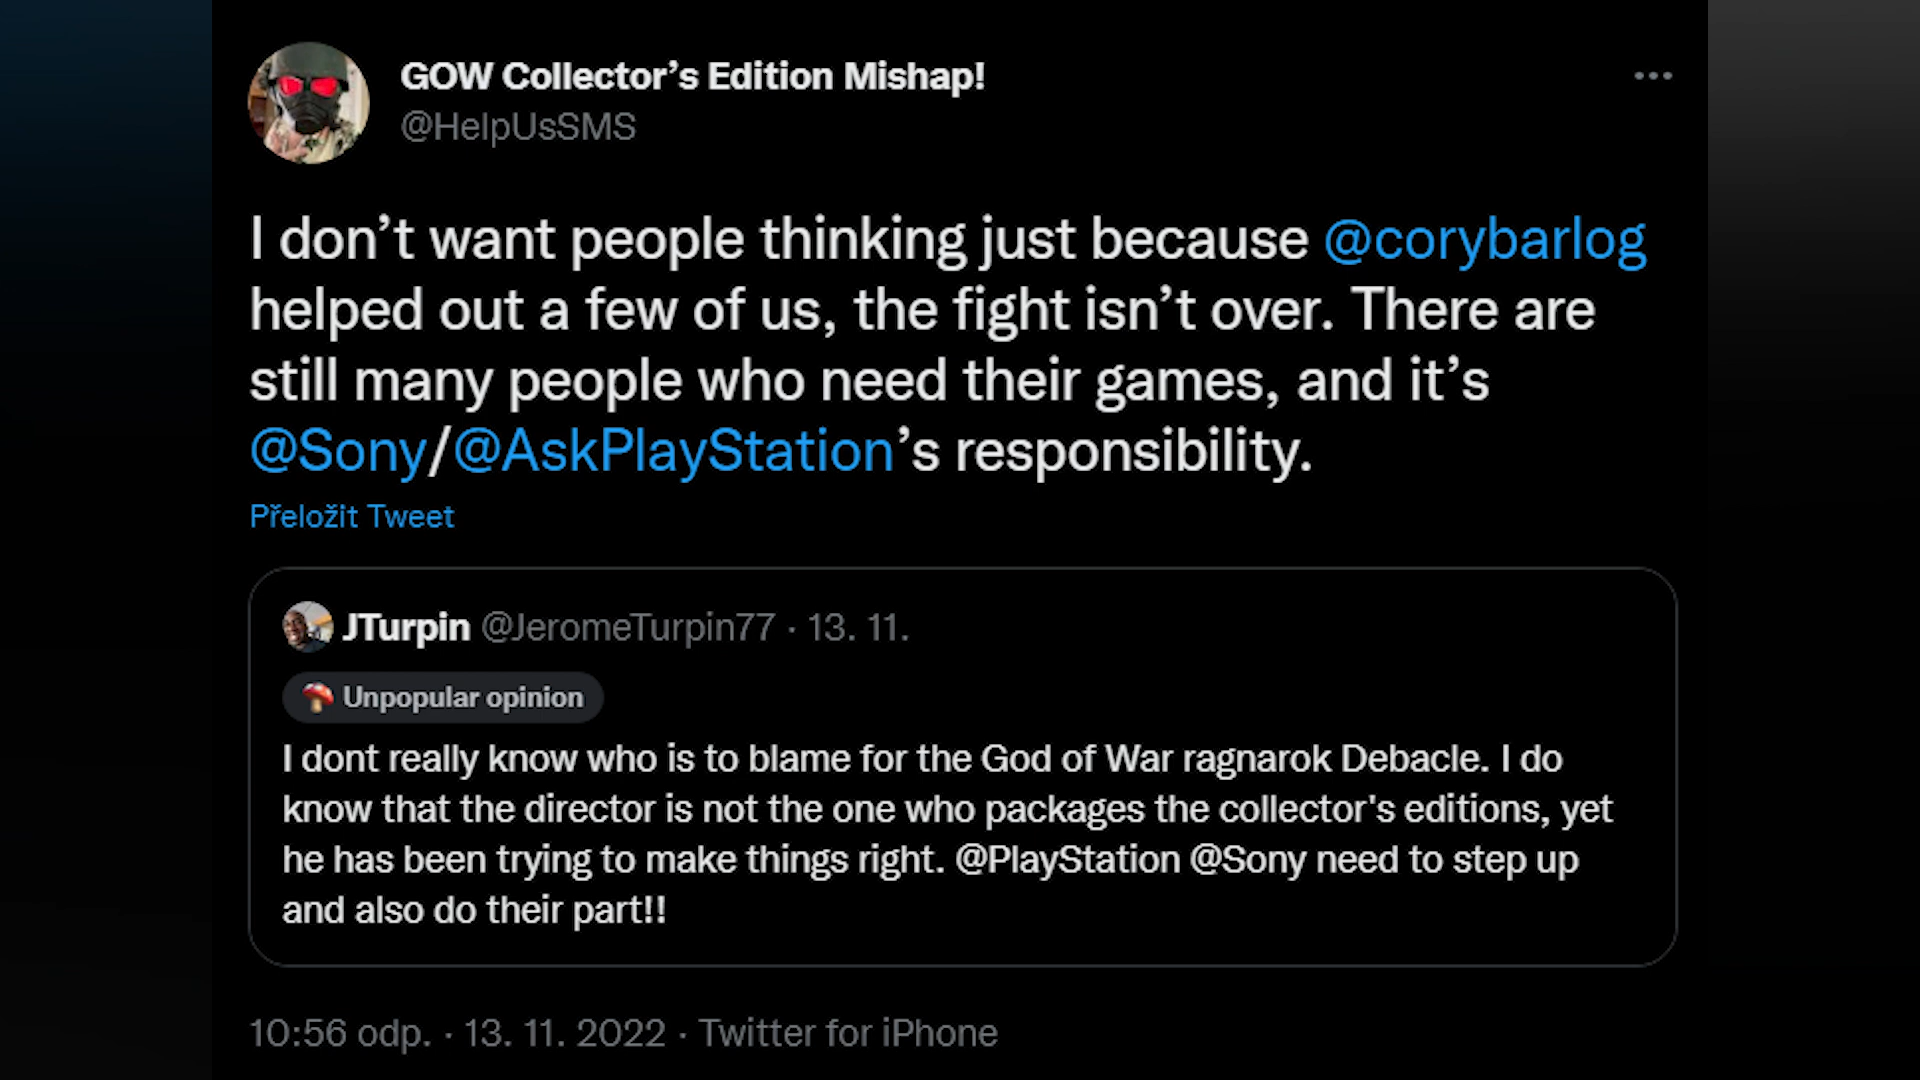 GOW Collector’s Edition Mishap!
@HelpUsSMS
I don’t want people thinking just because @corybarlog
helped out a few of us, the fight isn’t over. There are
still many people who need their games, and it’s
@Sony/@AskPlayStation’s responsibility.
Přeložit Tweet
JTurpin @JeromeTurpin77 · 13. 11.
Unpopular opinion
I dont really know who is to blame for the God of War ragnarok Debacle. I do
know that the director is not the one who packages the collector's editions, yet
he has been trying to make things right. @PlayStation @Sony need to step up
and also do their part!!
10:56 odp. · 13. 11. 2022 · Twitter for iPhone